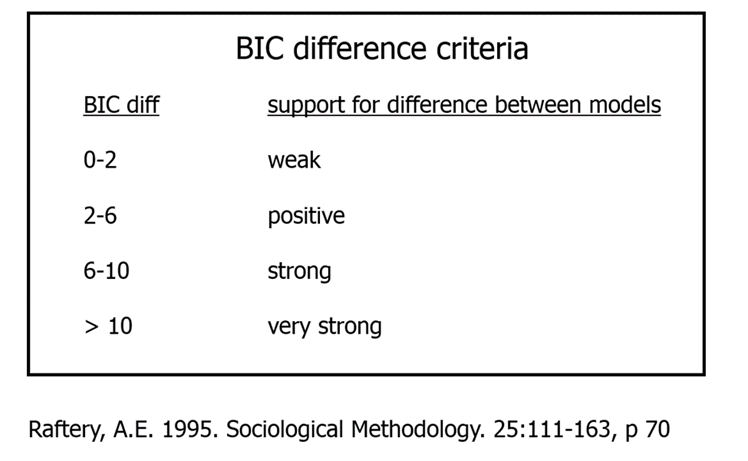 BIC difference criteria
BIC diff support for difference between models
0-2 weak
2-6 positive
6-10 strong
> 10 very strong
Raftery, A.E. 1995. Sociological Methodology. 25:111-163, p 70